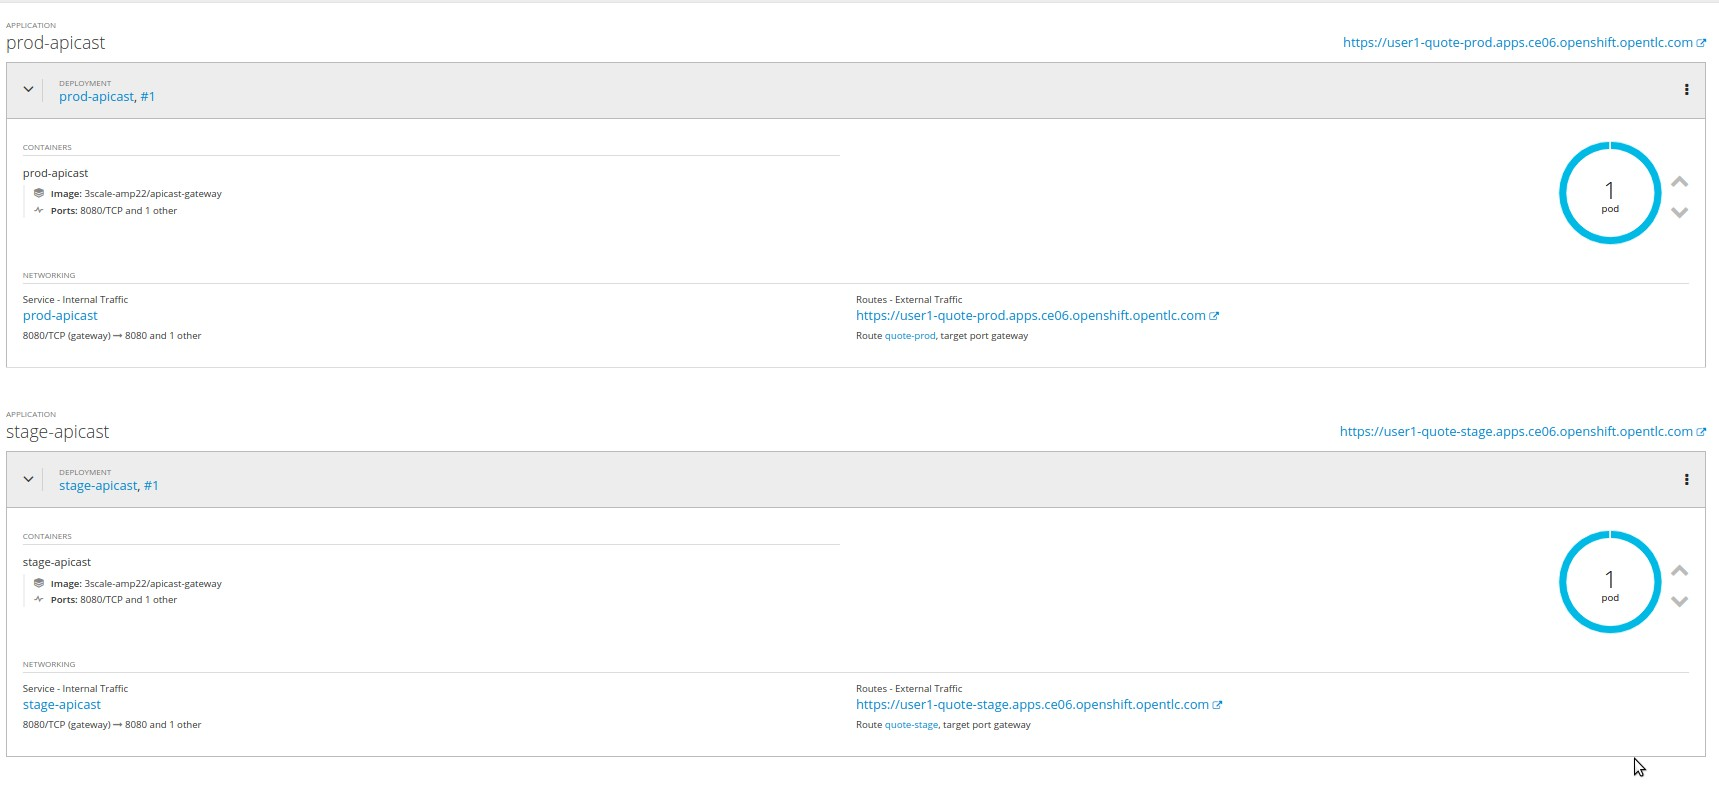 APPLICATION
prod-apicast
https://user1-quote-prod.apps.ce06.openshift.opentlc.com
DEPLOYMENT
prod-apicast, #1
CONTAINERS
prod-apicast
Image: 3scale-amp22/apicast-gateway
Ports: 8080/TCP and 1 other
1
pod
NETWORKING
Service - Internal Traffic
prod-apicast
8080/TCP (gateway) → 8080 and 1 other
Routes - External Traffic
https://user1-quote-prod.apps.ce06.openshift.opentlc.com
Route quote-prod, target port gateway
APPLICATION
stage-apicast
https://user1-quote-stage.apps.ce06.openshift.opentlc.com
DEPLOYMENT
stage-apicast, #1
CONTAINERS
stage-apicast
Image: 3scale-amp22/apicast-gateway
Ports: 8080/TCP and 1 other
1
pod
NETWORKING
Service - Internal Traffic
stage-apicast
8080/TCP (gateway) → 8080 and 1 other
Routes - External Traffic
https://user1-quote-stage.apps.ce06.openshift.opentlc.com
Route quote-stage, target port gateway